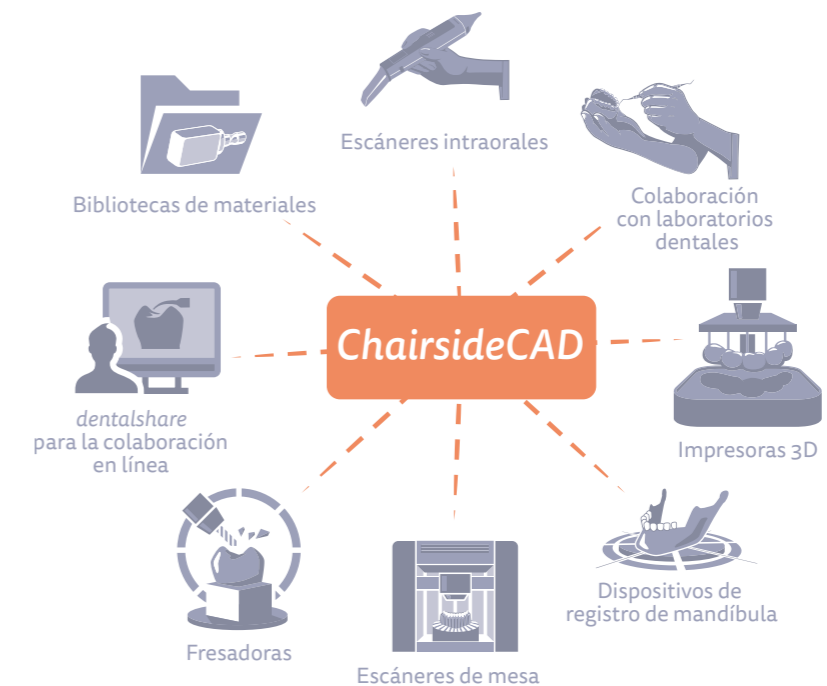 Escáneres intraorales
Bibliotecas de materiales
Colaboración
con laboratorios
dentales
ChairsideCAD
dentalshare
para la colaboración
en línea
Impresoras 3D
Dispositivos de
registro de mandíbula
Fresadoras
Escáneres de mesa